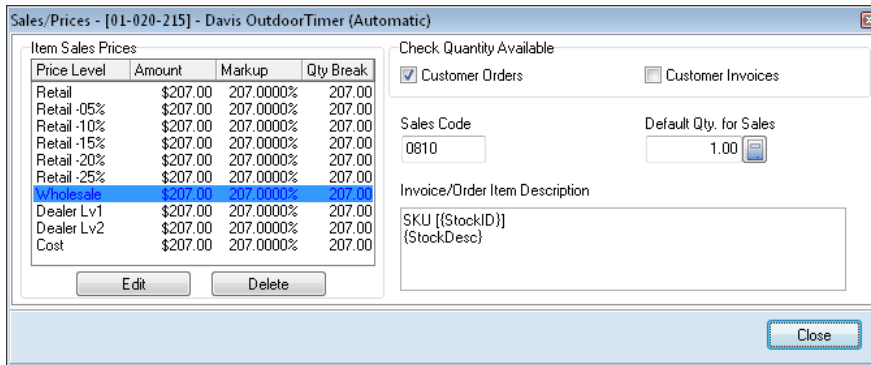 Sales/Prices - [01-020-215] - Davis OutdoorTimer (Automatic)
Item Sales Prices
Price Level Amount Markup Qty Break
Retail $207.00 207.0000% 207.00
Retail -05% $207.00 207.0000% 207.00
Retail -10% $207.00 207.0000% 207.00
Retail -15% $207.00 207.0000% 207.00
Retail -20% $207.00 207.0000% 207.00
Retail -25% $207.00 207.0000% 207.00
Wholesale $207.00 207.0000% 207.00
Dealer Lv1 $207.00 207.0000% 207.00
Dealer Lv2 $207.00 207.0000% 207.00
Cost $207.00 207.0000% 207.00
Edit Delete
Check Quantity Available
Customer Orders Customer Invoices
Sales Code Default Qty. for Sales
0810 1.00
Invoice/Order Item Description
SKU [{StockID}]
{StockDesc}
Close